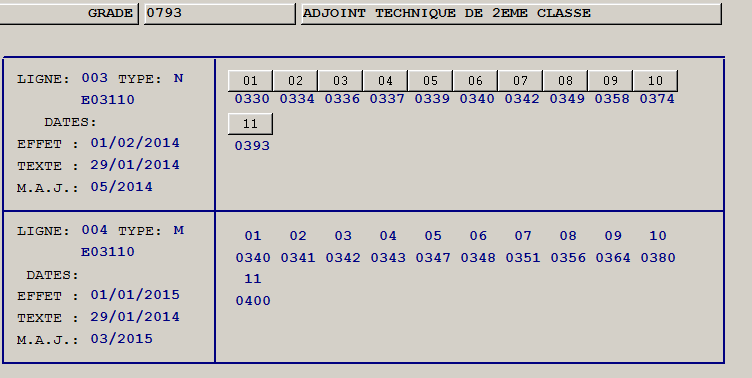 GRADE 0793 ADJOINT TECHNIQUE DE 2EME CLASSE
LIGNE: 003 TYPE: N
E03110
DATES:
EFFET : 01/02/2014
TEXTE : 29/01/2014
M.A.J.: 05/2014
01 02 03 04 05 06 07 08 09 10
0330 0334 0336 0337 0339 0340 0342 0349 0358 0374
11
0393
LIGNE: 004 TYPE: M
E03110
DATES:
EFFET : 01/01/2015
TEXTE : 29/01/2014
M.A.J.: 03/2015
01 02 03 04 05 06 07 08 09 10
0340 0341 0342 0343 0347 0348 0351 0356 0364 0380
11
0400